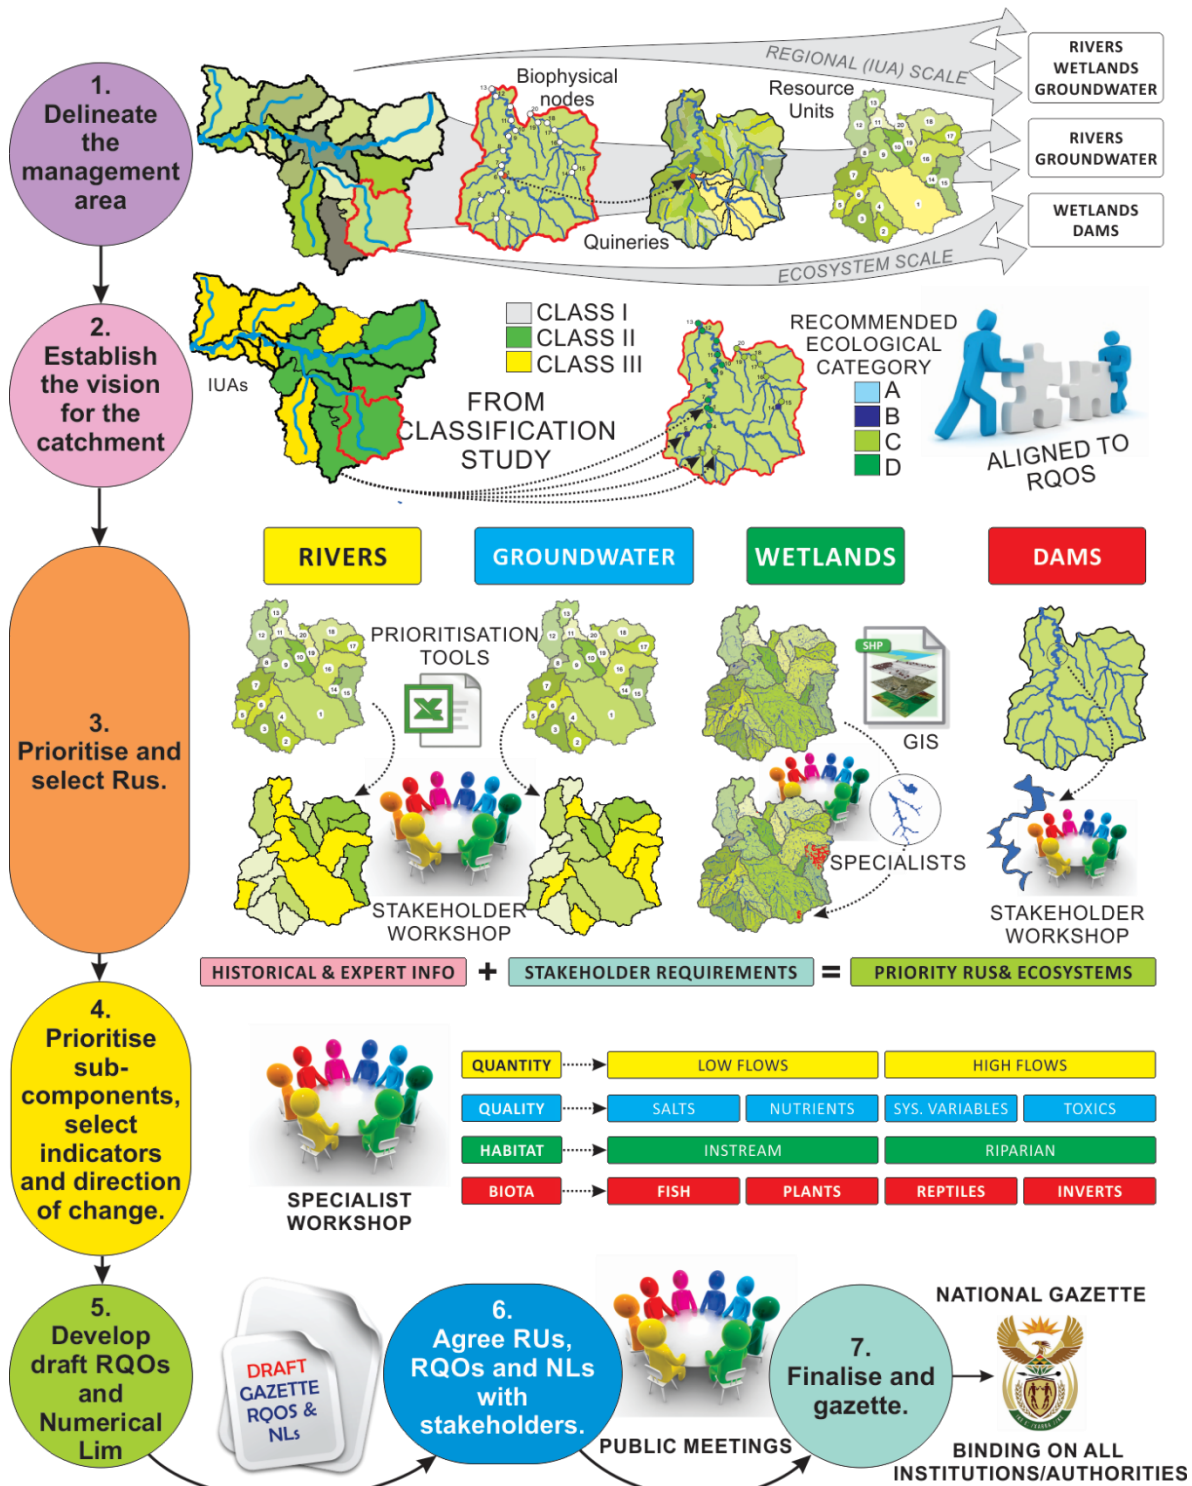 1.
Delineate
the
management
area
Biophysical
nodes
Quineries
Resource
Units
REGIONAL (IUA) SCALE
ECOSYSTEM SCALE
RIVERS
WETLANDS
GROUNDWATER
RIVERS
GROUNDWATER
WETLANDS
DAMS
2.
Establish
the vision
for the
catchment
IUAs
CLASS I
CLASS II
CLASS III
FROM
CLASSIFICATION
STUDY
RECOMMENDED
ECOLOGICAL
CATEGORY
A
B
C
D
ALIGNED TO
RQOS
3.
Prioritise and
select Rus.
RIVERS
GROUNDWATER
WETLANDS
DAMS
PRIORITISATION
TOOLS
SHP
GIS
STAKEHOLDER
WORKSHOP
SPECIALISTS
STAKEHOLDER
WORKSHOP
HISTORICAL & EXPERT INFO + STAKEHOLDER REQUIREMENTS = PRIORITY RUS& ECOSYSTEMS
4.
Prioritise
sub-
components,
select
indicators
and direction
of change.
SPECIALIST
WORKSHOP
QUANTITY LOW FLOWS HIGH FLOWS
QUALITY SALTS NUTRIENTS SYS. VARIABLES TOXICS
HABITAT INSTREAM RIPARIAN
BIOTA FISH PLANTS REPTILES INVERTS
5.
Develop
draft RQOs
and
Numerical
Lim
DRAFT
GAZETTE
RQOS &
NLs
6.
Agree RUs,
RQOs and NLs
with
stakeholders.
PUBLIC MEETINGS
7.
Finalise and
gazette.
NATIONAL GAZETTE
BINDING ON ALL
INSTITUTIONS/AUTHORITIES